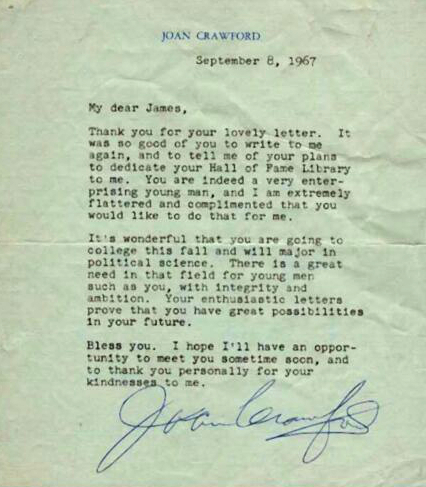 JOAN CRAWFORD
September 8, 1967
My dear James,
Thank you for your lovely letter.  It
was so good of you to write to me
again, and to tell me of your plans
to dedicate your Hall of Fame Library
to me.  You are indeed a very enter-
prising young man, and I am extremely
flattered and complimented that you
would like to do that for me.
It's wonderful that you are going to
college this fall and will major in
political science.  There is a great
need in that field for young men
such as you, with integrity and
ambition.  Your enthusiastic letters
prove that you have great possibilities
in your future.
Bless you.  I hope I'll have an oppor-
tunity to meet you sometime soon, and
to thank you personally for your
kindnesses to me.
Joan Crawford